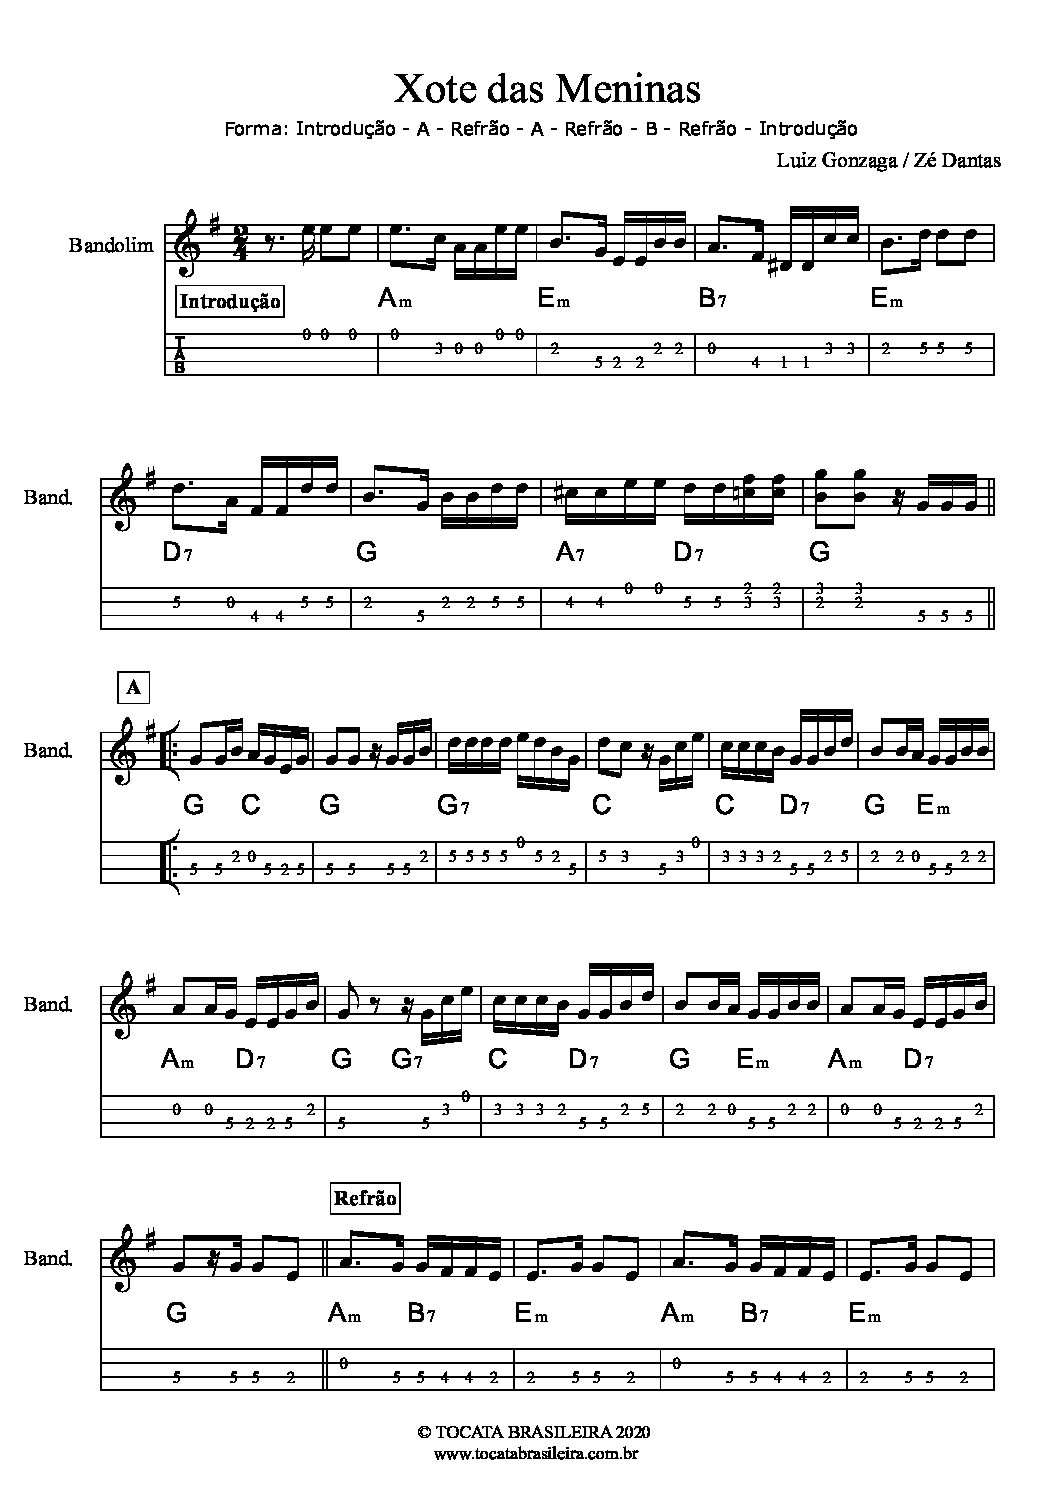 Xote das Meninas
Forma: Introdução - A - Refrão - A - Refrão - B - Refrão - Introdução
Luiz Gonzaga / Zé Dantas
Bandolim
2 4
Introdução Am Em B7 Em
T A B
0 0 0 0 3 0 0 0 0 2 5 2 2 2 2 0 4 1 1 3 3 2 5 5 5
Band.
D7 G A7 D7 G
5 0 4 4 5 5 2 5 2 2 5 5 4 4 0 0 5 5 2 3 2 3 3 2 3 2 5 5 5
A
Band.
G C G G7 C C D7 G Em
5 5 2 0 5 2 5 5 5 5 5 2 5 5 5 5 0 5 2 5 5 3 5 3 0 3 3 3 2 5 5 2 5 2 2 0 5 5 2 2
Band.
Am D7 G G7 C D7 G Em Am D7
0 0 5 2 2 5 2 5 5 3 0 3 3 3 2 5 5 2 5 2 2 0 5 5 2 2 0 0 5 2 2 5 2
Refrão
Band.
G Am B7 Em Am B7 Em
5 5 5 2 0 5 5 4 4 2 2 5 5 2 0 5 5 4 4 2 2 5 5 2
© TOCATA BRASILEIRA 2020
www.tocatabrasileira.com.br